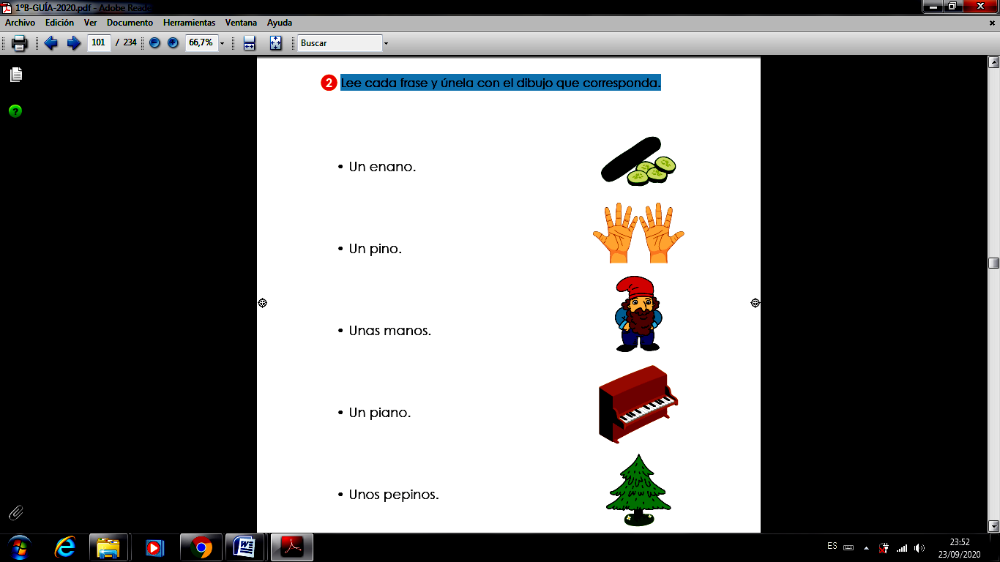 1ºB-GUÍA-2020.pdf - Adobe Reader
Archivo Edición Ver Documento Herramientas Ventana Ayuda
101 / 234 66,7% Buscar
2 Lee cada frase y únela con el dibujo que corresponda.
• Un enano.
• Un pino.
• Unas manos.
• Un piano.
• Unos pepinos.
ES 23:52
23/09/2020